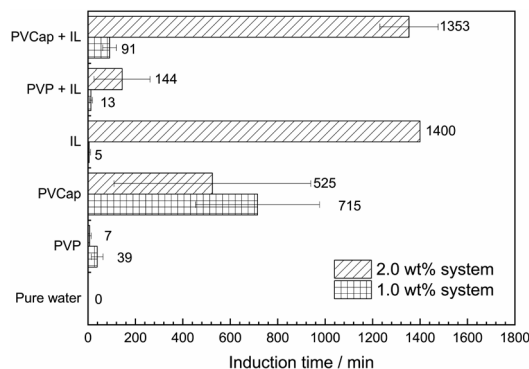 PVCap + IL
1353
91
PVP + IL
144
13
IL
1400
5
PVCap
525
715
PVP
7
39
Pure water
0
2.0 wt% system
1.0 wt% system
0 200 400 600 800 1000 1200 1400 1600 1800
Induction time / min